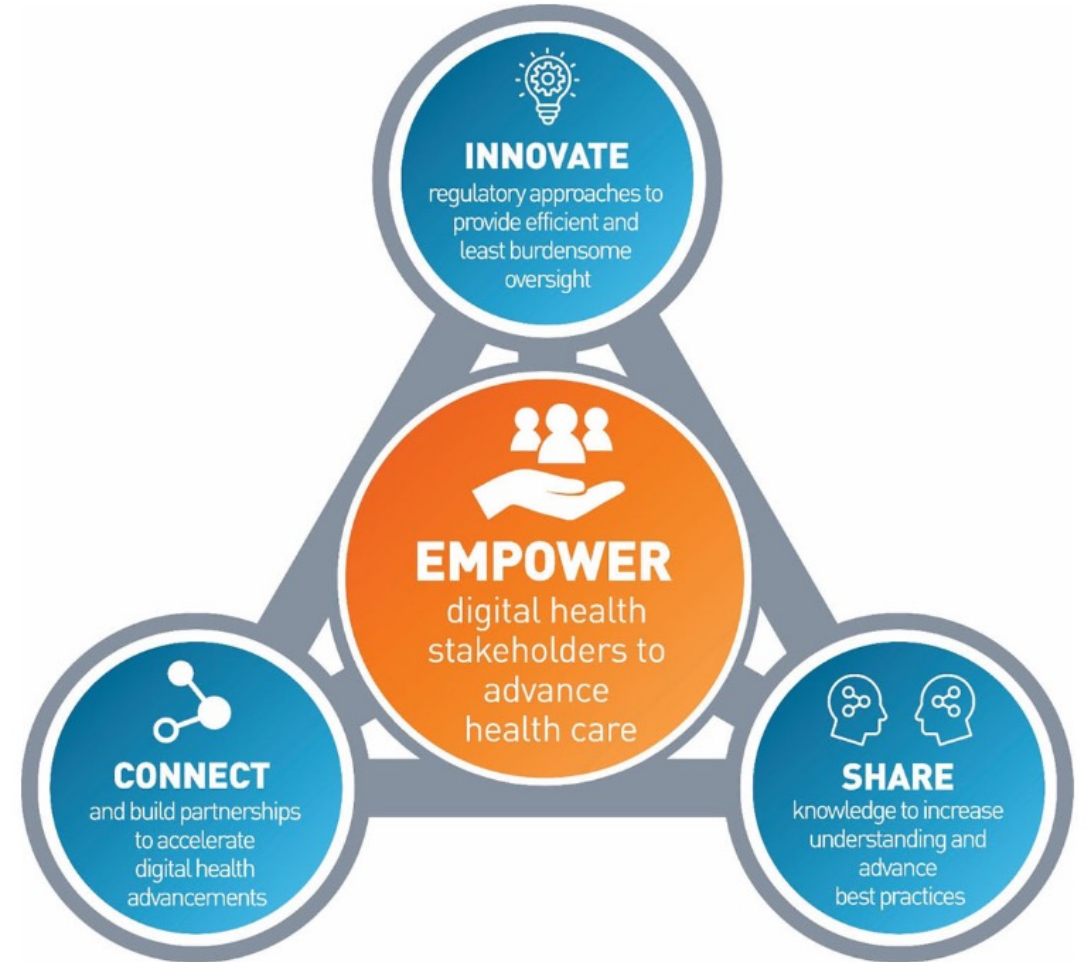 INNOVATE
regulatory approaches to
provide efficient and
least burdensome
oversight
EMPOWER
digital health
stakeholders to
advance
health care
CONNECT
and build partnerships
to accelerate
digital health
advancements
SHARE
knowledge to increase
understanding and
advance
best practices